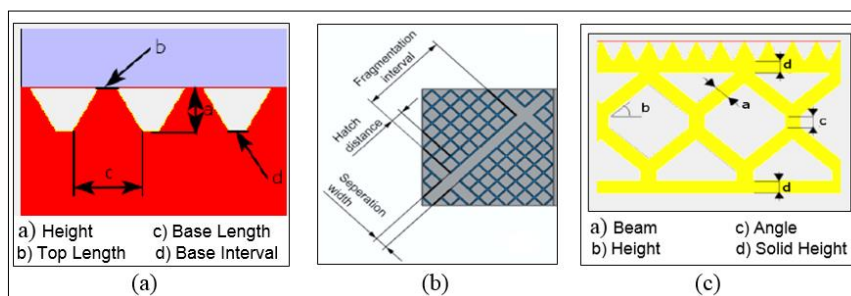 b
a
c
d
a) Height c) Base Length
b) Top Length d) Base Interval
(a)
Fragmentation
interval
Hatch
distance
Seperation
width
(b)
d
a
b
c
d
a) Beam c) Angle
b) Height d) Solid Height
(c)